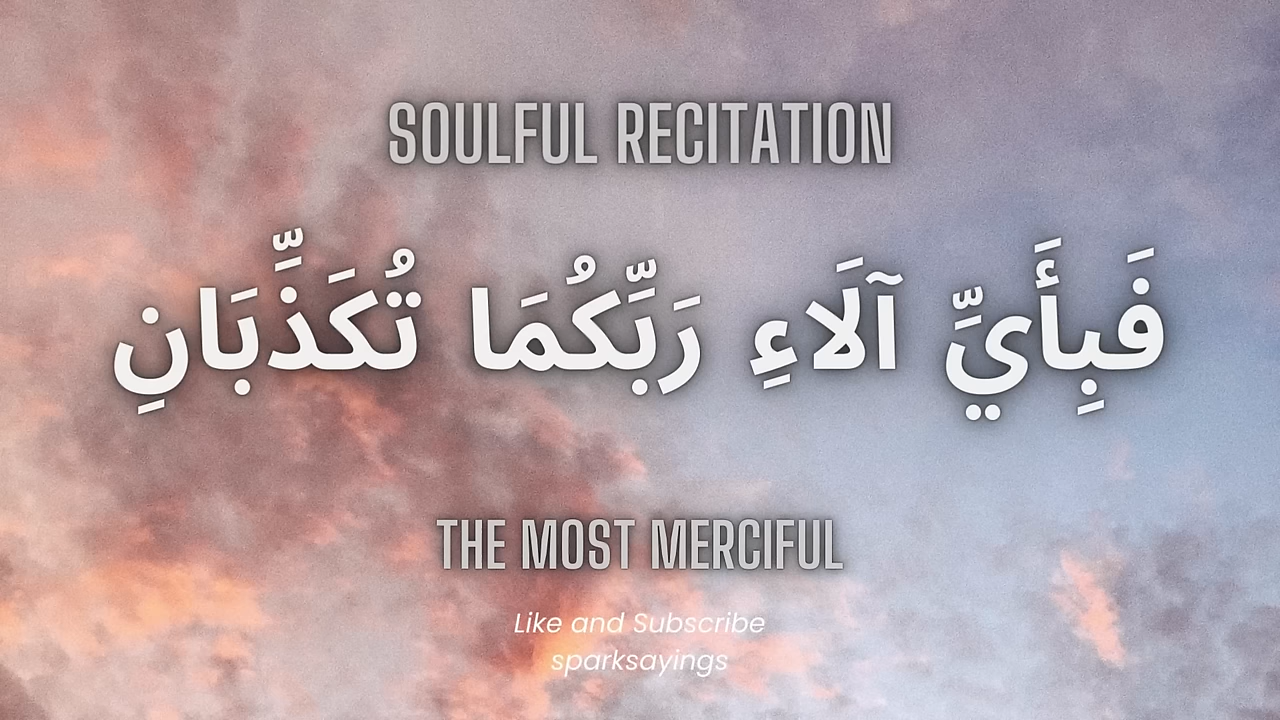 SOULFUL RECITATION
فَبِأَيِّ آلَاءِ رَبِّكُمَا تُكَذِّبَانِ
THE MOST MERCIFUL
Like and Subscribe
sparksayings